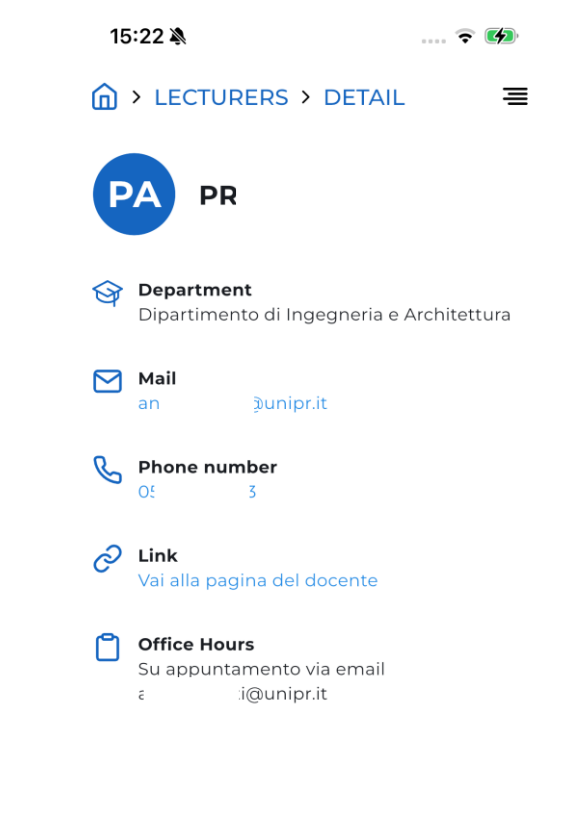 15:22
LECTURERS > DETAIL
PA
PR
Department
Dipartimento di Ingegneria e Architettura
Mail
an @unipr.it
Phone number
3
Link
Vai alla pagina del docente
Office Hours
Su appuntamento via email
i@unipr.it